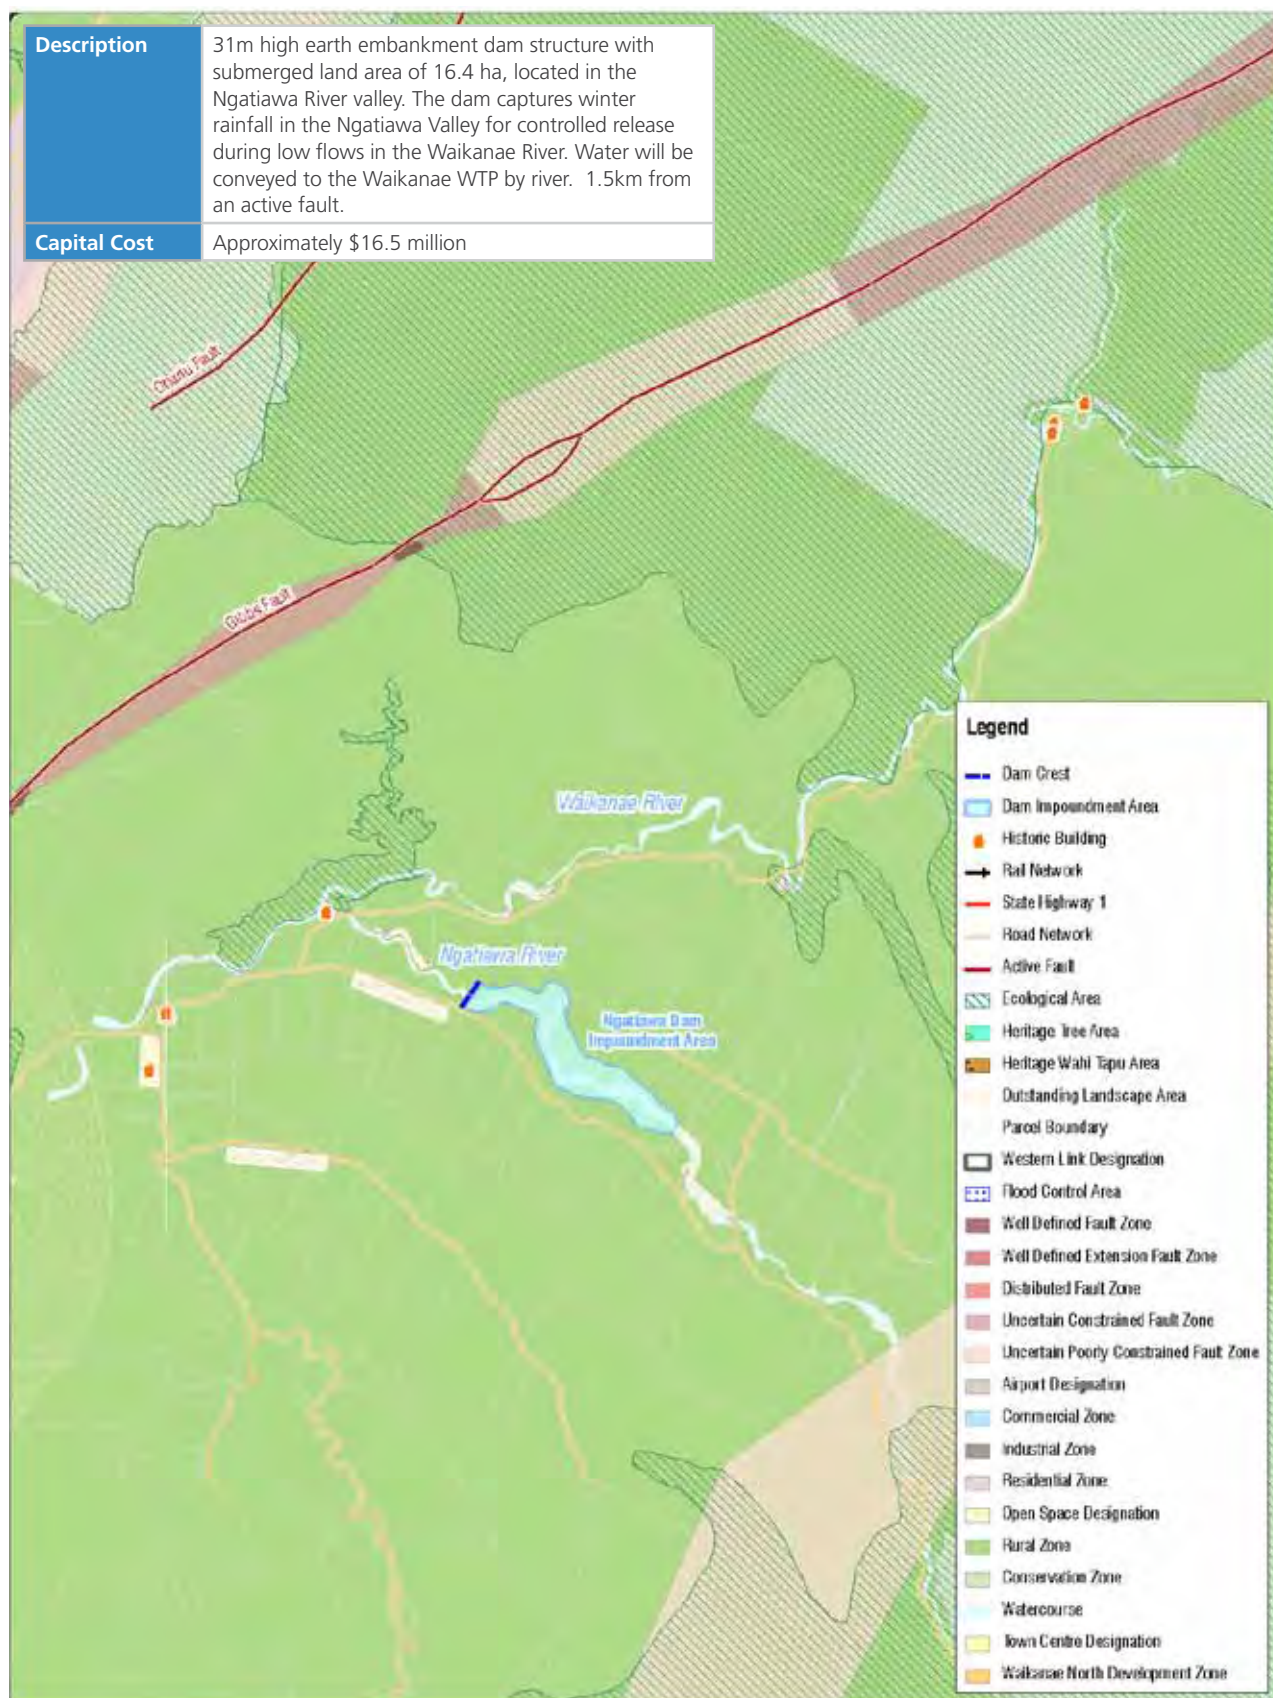 Description
31m high earth embankment dam structure with
submerged land area of 16.4 ha, located in the
Ngatiawa River valley. The dam captures winter
rainfall in the Ngatiawa Valley for controlled release
during low flows in the Waikanae River. Water will be
conveyed to the Waikanae WTP by river. 1.5km from
an active fault.
Capital Cost
Approximately $16.5 million
Ohariu Fault
Gibbs Fault
Waikanae River
Ngatiawa River
Ngatiawa Dam
Impoundment Area
Legend
Dam Crest
Dam Impoundment Area
Historic Building
Rail Network
State Highway 1
Road Network
Active Fault
Ecological Area
Heritage Tree Area
Heritage Wahi Tapu Area
Outstanding Landscape Area
Parcel Boundary
Western Link Designation
Flood Control Area
Well Defined Fault Zone
Well Defined Extension Fault Zone
Distributed Fault Zone
Uncertain Constrained Fault Zone
Uncertain Poorly Constrained Fault Zone
Airport Designation
Commercial Zone
Industrial Zone
Residential Zone
Open Space Designation
Rural Zone
Conservation Zone
Watercourse
Town Centre Designation
Waikanae North Development Zone